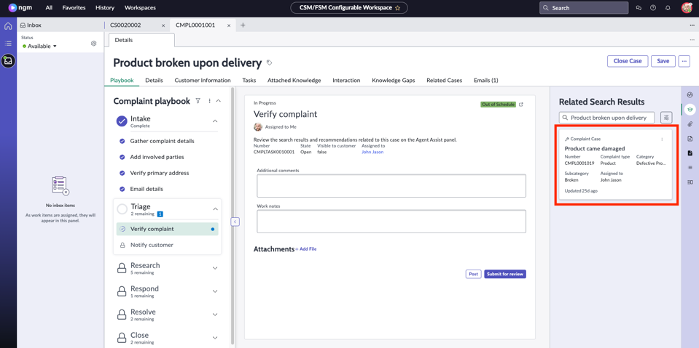 ngm
All Favorites History Workspaces
CSM/FSM Configurable Workspace
Search
Inbox
CS0020002
CMPL0001001
Status
Available
Details
Product broken upon delivery
Close Case
Save
Playbook Details Customer Information Tasks Attached Knowledge Interaction Knowledge Gaps Related Cases Emails (1)
No inbox items
As work items are assigned, they will appear in this panel
Complaint playbook
Intake
Complete
Gather complaint details
Add involved parties
Verify primary address
Email details
Triage
2 remaining
Verify complaint
Notify customer
Research
5 remaining
Respond
5 remaining
Resolve
2 remaining
Close
2 remaining
In Progress
Out of Schedule
Verify complaint
Assigned to Me
Review the search results and recommendations related to this case on the Agent Assist panel.
Number State Visible to customer Assigned to
Open false John Jason
Additional comments
Work notes
Attachments
+ Add File
Post
Submit for review
Related Search Results
Product broken upon delivery
Complaint Case
Product came damaged
Number Complaint type Category
CMPL0001019 Product Defective Pro...
Subcategory Assigned to
Broken John Jason
Updated 25d ago